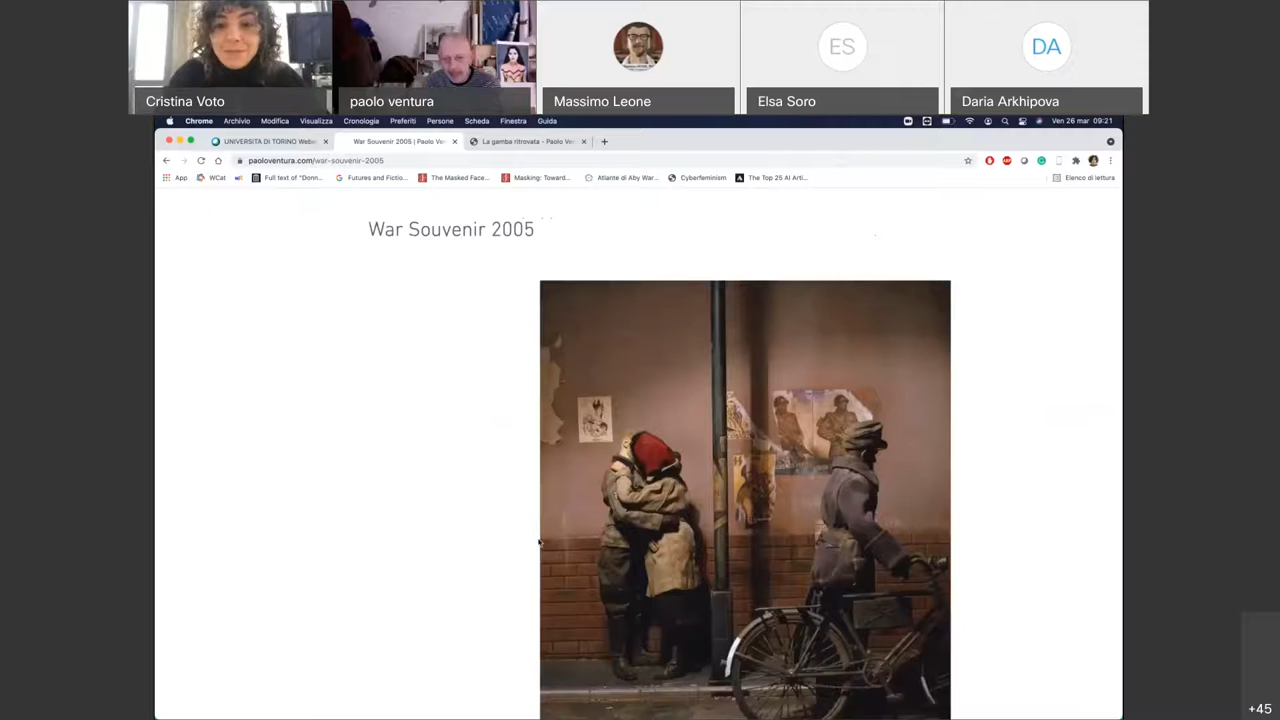 Cristina Voto
paolo ventura
Massimo Leone
ES
Elsa Soro
DA
Daria Arkhipova
Chrome Archivio Modifica Visualizza Cronologia Preferiti Persone Scheda Finestra Guida Ven 26 mar 09:21
UNIVERSITA DI TORINO Webe War Souvenir 2005 | Paolo Ven La gamba ritrovata - Paolo Ve
paoloventura.com/war-souvenir-2005
App WCat Full text of "Donn... Futures and Fictio... The Masked Face... Masking: Toward... Atlante di Aby War... Cyberfeminism The Top 25 AI Arti... Elenco di lettura
War Souvenir 2005
+45